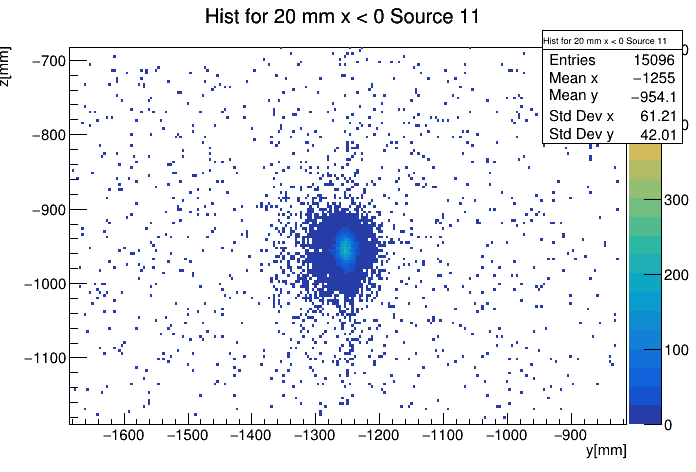 Hist for 20 mm x < 0 Source 11
z[mm]
Hist for 20 mm x < 0 Source 11
Entries 15096
Mean x −1255
Mean y −954.1
Std Dev x 61.21
Std Dev y 42.01
−700
−800
−900
−1000
−1100
300
200
100
0
−1600 −1500 −1400 −1300 −1200 −1100 −1000 −900
y[mm]